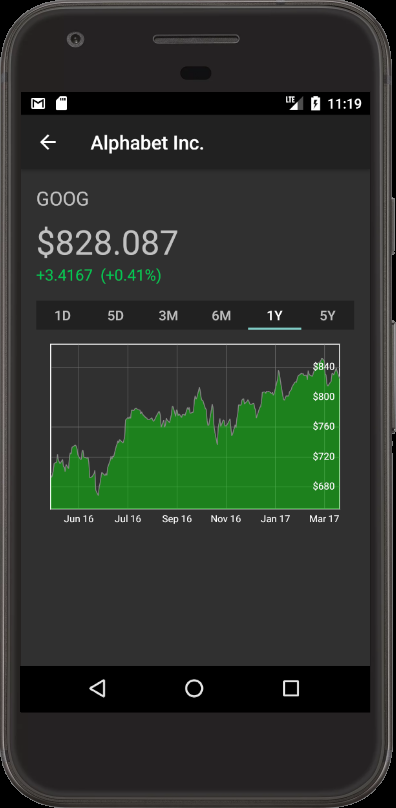 LTE 11:19
Alphabet Inc.
GOOG
$828.087
+3.4167 (+0.41%)
1D 5D 3M 6M 1Y 5Y
$840
$800
$760
$720
$680
Jun 16 Jul 16 Sep 16 Nov 16 Jan 17 Mar 17